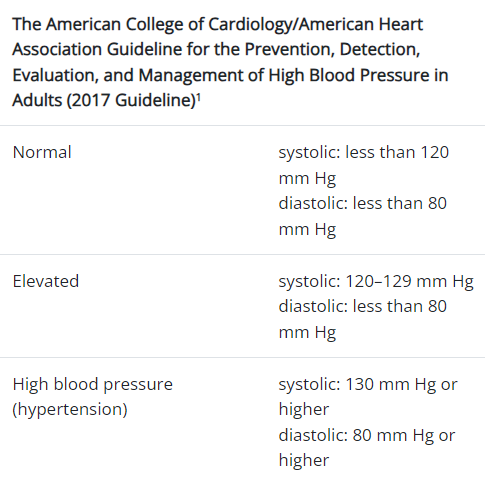 The American College of Cardiology/American Heart
Association Guideline for the Prevention, Detection,
Evaluation, and Management of High Blood Pressure in
Adults (2017 Guideline)¹
Normal
systolic: less than 120
mm Hg
diastolic: less than 80
mm Hg
Elevated
systolic: 120–129 mm Hg
diastolic: less than 80
mm Hg
High blood pressure
(hypertension)
systolic: 130 mm Hg or
higher
diastolic: 80 mm Hg or
higher